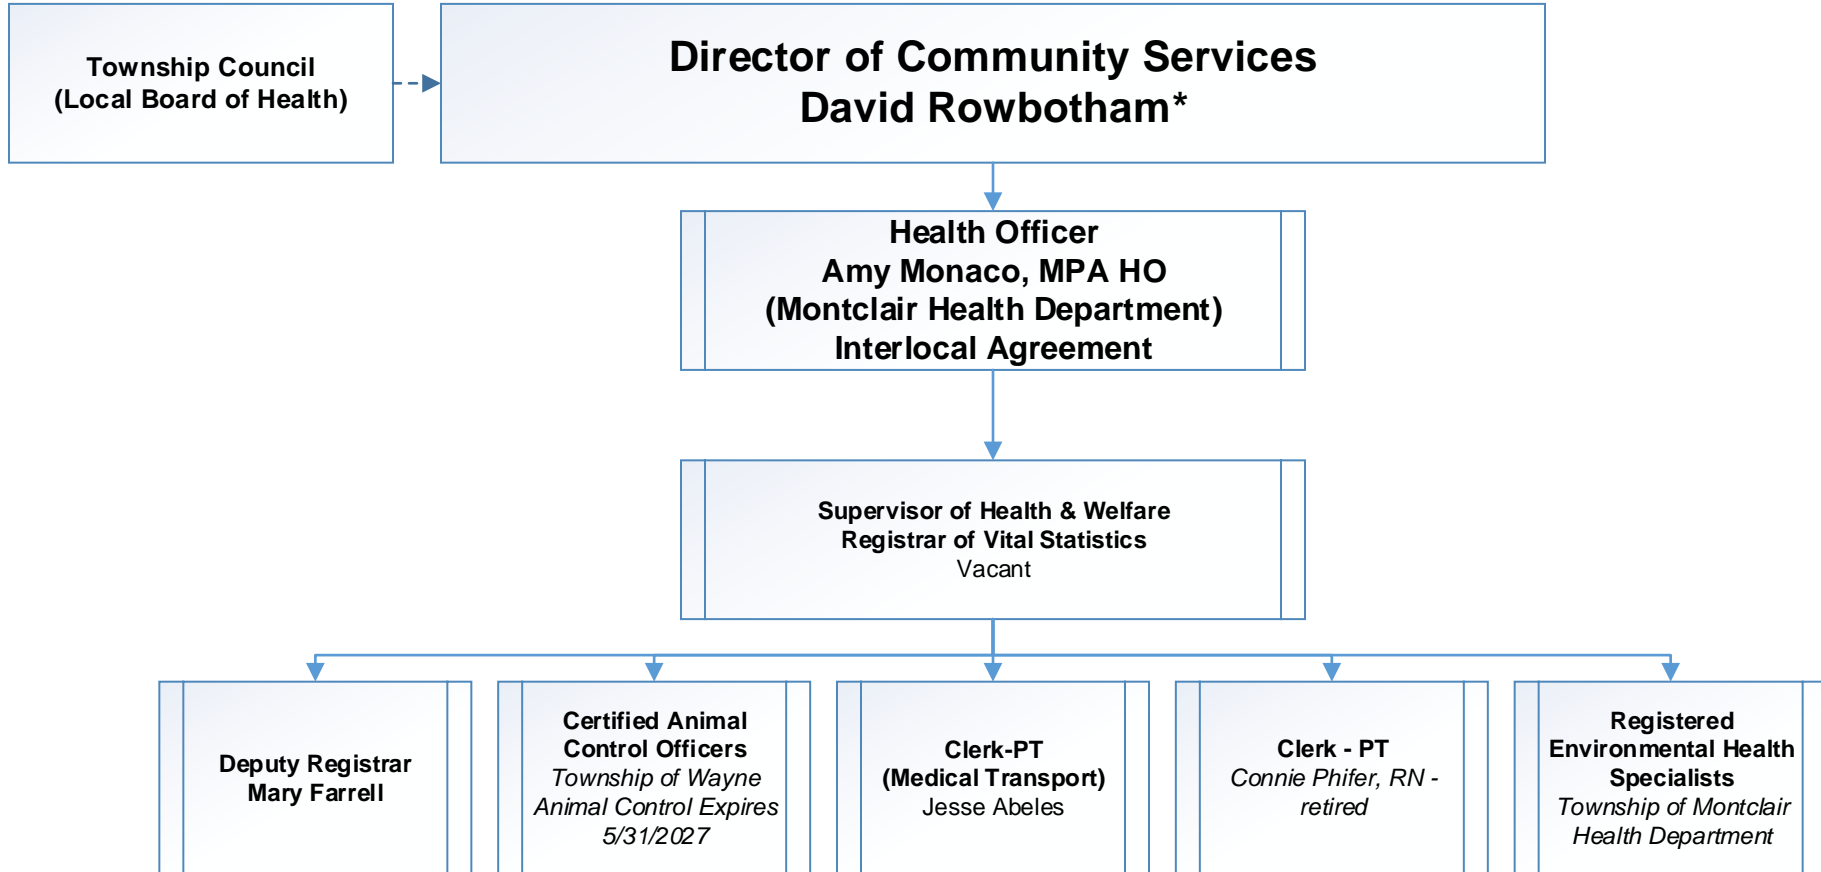 Township Council
(Local Board of Health)
Director of Community Services
David Rowbotham*
Health Officer
Amy Monaco, MPA HO
(Montclair Health Department)
Interlocal Agreement
Supervisor of Health & Welfare
Registrar of Vital Statistics
Vacant
Deputy Registrar
Mary Farrell
Certified Animal
Control Officers
Township of Wayne
Animal Control Expires
5/31/2027
Clerk-PT
(Medical Transport)
Jesse Abeles
Clerk - PT
Connie Phifer, RN -
retired
Registered
Environmental Health
Specialists
Township of Montclair
Health Department